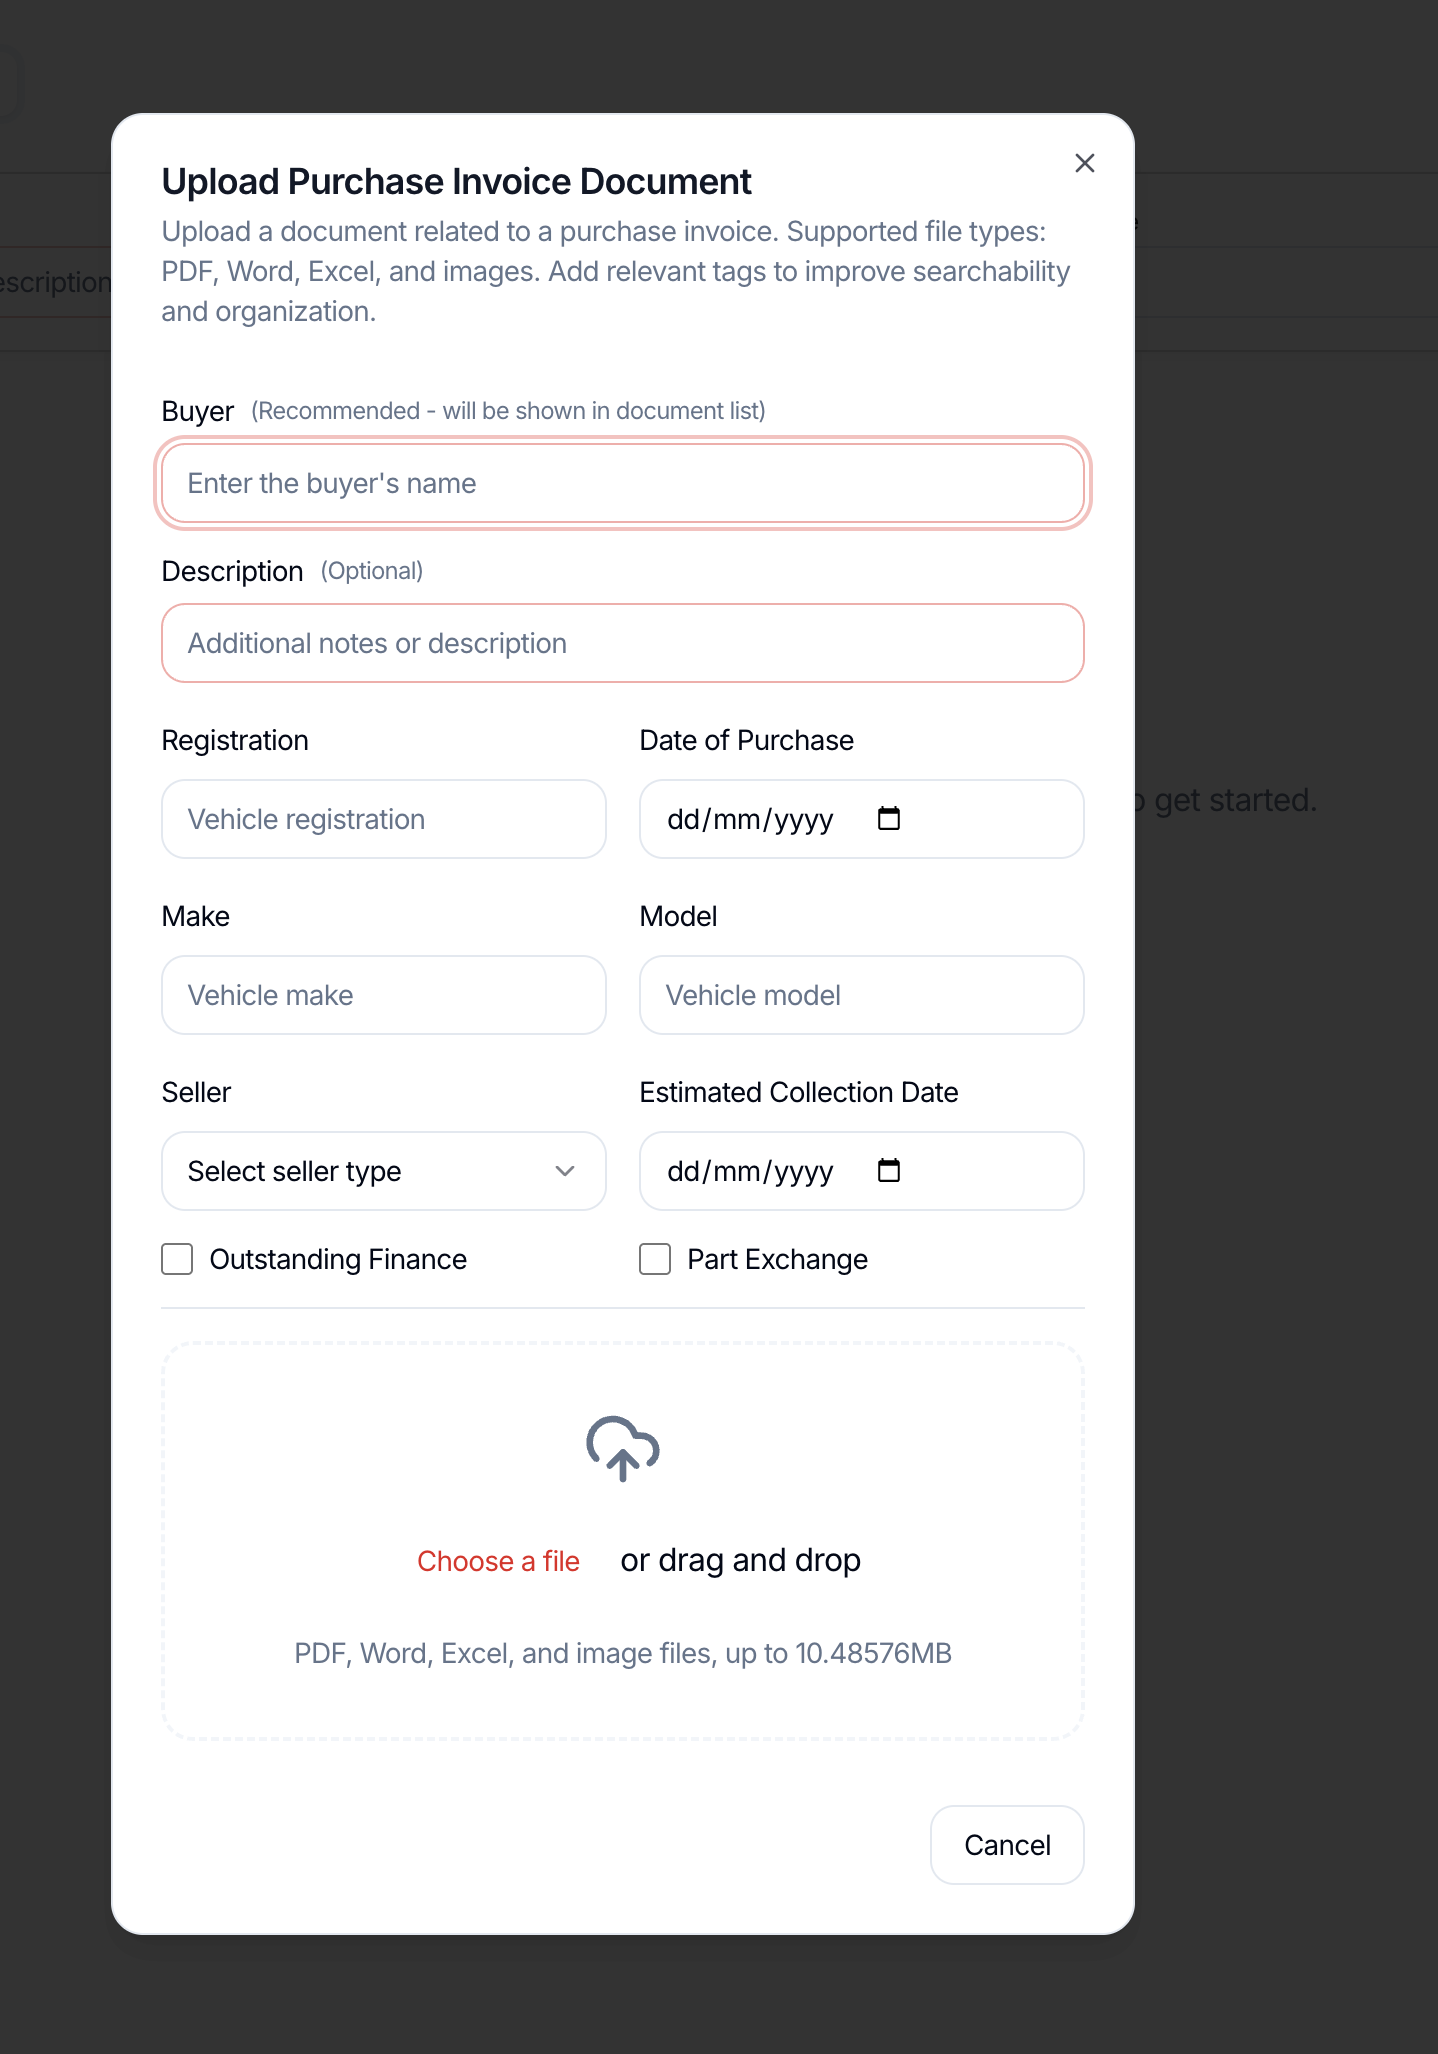 Upload Purchase Invoice Document
Upload a document related to a purchase invoice. Supported file types:
PDF, Word, Excel, and images. Add relevant tags to improve searchability
and organization.
Buyer (Recommended - will be shown in document list)
Enter the buyer's name
Description (Optional)
Additional notes or description
Registration
Date of Purchase
Vehicle registration
dd/mm/yyyy
Make
Model
Vehicle make
Vehicle model
Seller
Estimated Collection Date
Select seller type
dd/mm/yyyy
Outstanding Finance
Part Exchange
Choose a file or drag and drop
PDF, Word, Excel, and image files, up to 10.48576MB
Cancel
escription
get started.